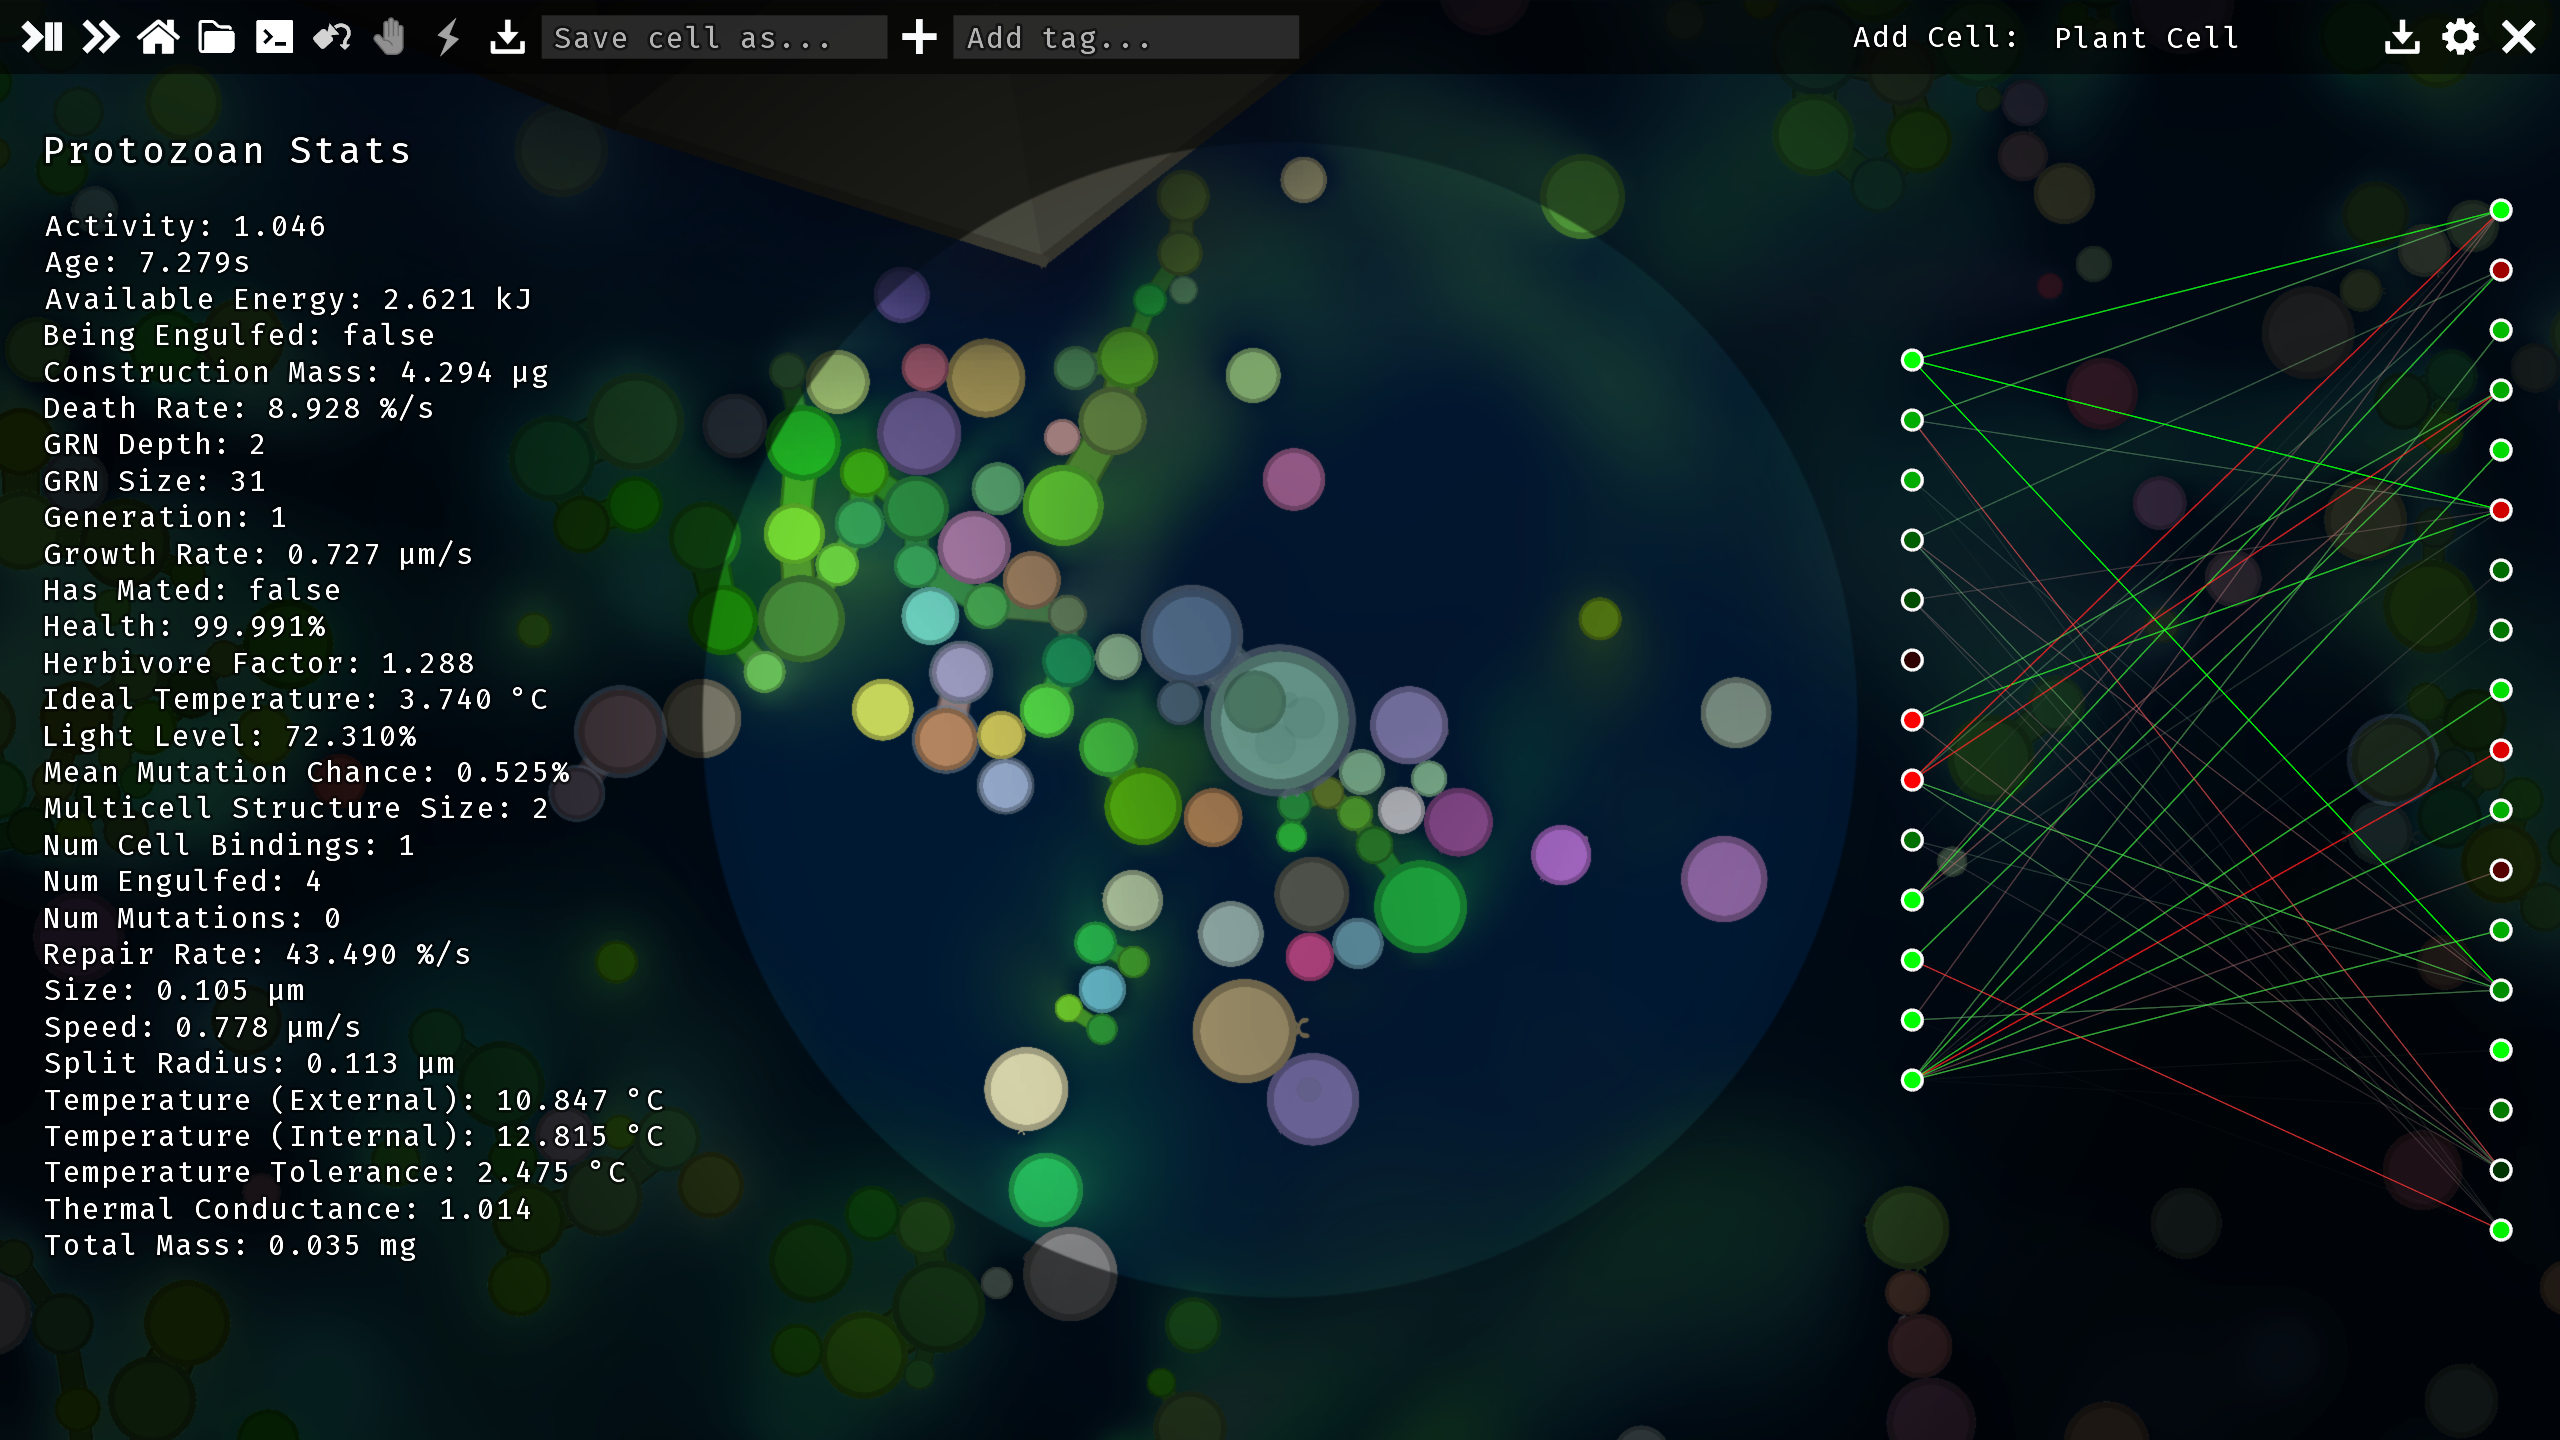 Save cell as... Add tag... Add Cell: Plant Cell
Protozoan Stats
Activity: 1.046
Age: 7.279s
Available Energy: 2.621 kJ
Being Engulfed: false
Construction Mass: 4.294 µg
Death Rate: 8.928 %/s
GRN Depth: 2
GRN Size: 31
Generation: 1
Growth Rate: 0.727 µm/s
Has Mated: false
Health: 99.991%
Herbivore Factor: 1.288
Ideal Temperature: 3.740 °C
Light Level: 72.310%
Mean Mutation Chance: 0.525%
Multicell Structure Size: 2
Num Cell Bindings: 1
Num Engulfed: 4
Num Mutations: 0
Repair Rate: 43.490 %/s
Size: 0.105 µm
Speed: 0.778 µm/s
Split Radius: 0.113 µm
Temperature (External): 10.847 °C
Temperature (Internal): 12.815 °C
Temperature Tolerance: 2.475 °C
Thermal Conductance: 1.014
Total Mass: 0.035 mg